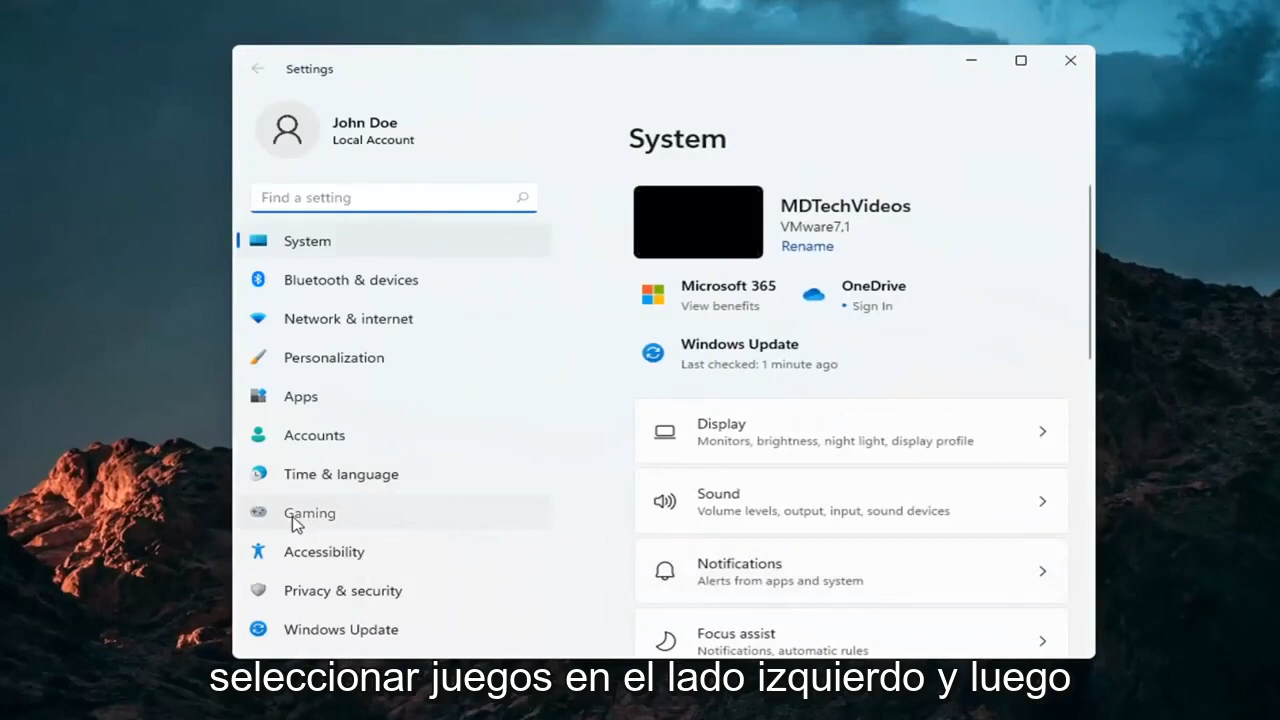 Settings
John Doe
Local Account
Find a setting
System
Bluetooth & devices
Network & internet
Personalization
Apps
Accounts
Time & language
Gaming
Accessibility
Privacy & security
Windows Update
System
MDTechVideos
VMware7,1
Rename
Microsoft 365
View benefits
OneDrive
• Sign In
Windows Update
Last checked: 1 minute ago
Display
Monitors, brightness, night light, display profile
Sound
Volume levels, output, input, sound devices
Notifications
Alerts from apps and system
Focus assist
Notifications, automatic rules
seleccionar juegos en el lado izquierdo y luego